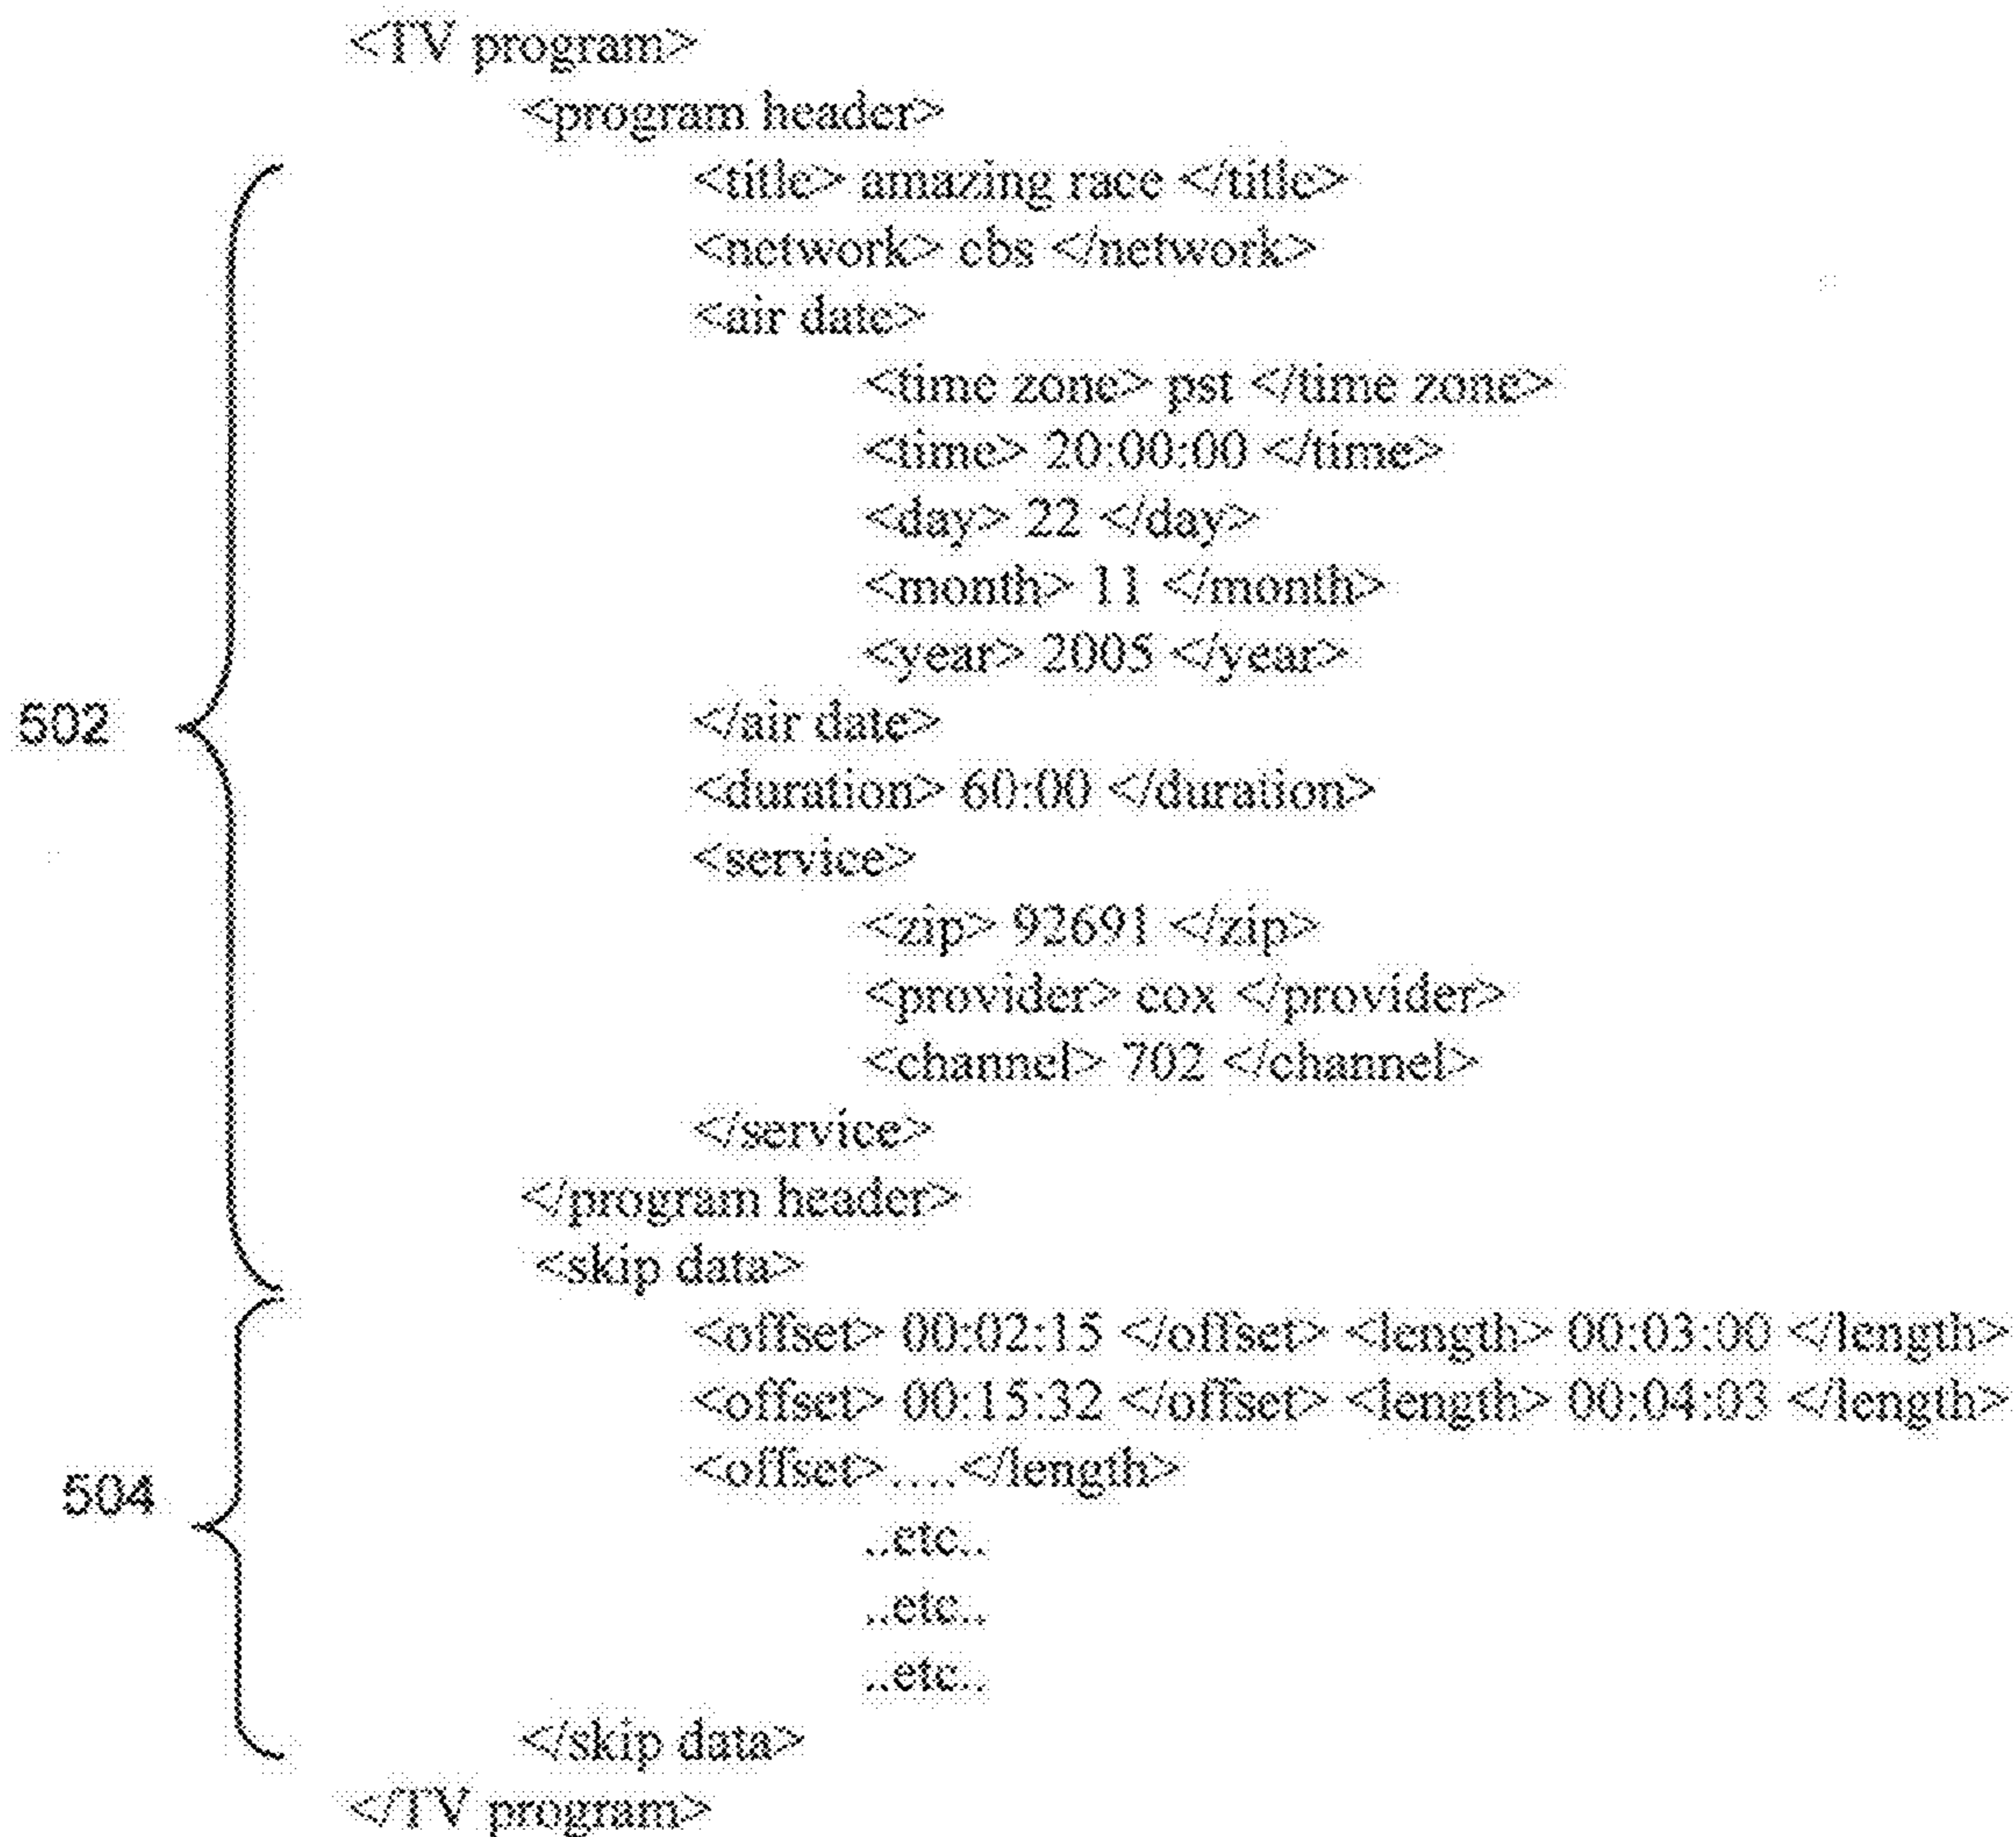 <TV program>
<program header>
<title> amazing race </title>
<network> cbs </network>
<air date>
<time zone> pst </time zone>
<time> 20:00:00 </time>
<day> 22 </day>
<month> 11 </month>
<year> 2005 </year>
502
</air date>
<duration> 60:00 </duration>
<service>
<zip> 92691 </zip>
<provider> cox </provider>
<channel> 702 </channel>
</service>
</program header>
<skip data>
<offset> 00:02:15 </offset> <length> 00:03:00 </length>
<offset> 00:15:32 </offset> <length> 00:04:03 </length>
<offset>....</length>
504
..etc..
..etc..
..etc..
</skip data>
</TV program>